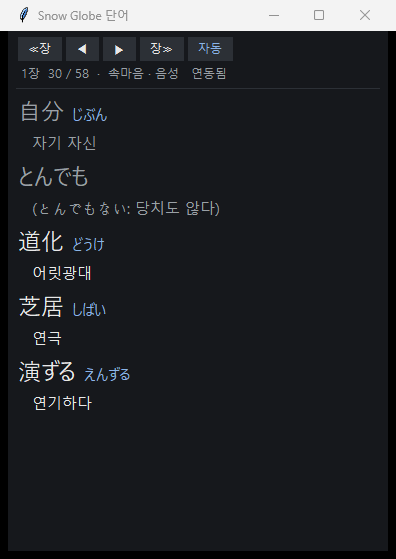 Snow Globe 단어
≪장 ◀ ▶ 장≫ 자동
1장 30 / 58 · 속마음 · 음성 연동됨
自分 じぶん
자기 자신
とんでも
(とんでもない: 당치도 않다)
道化 どうけ
어릿광대
芝居 しばい
연극
演ずる えんずる
연기하다